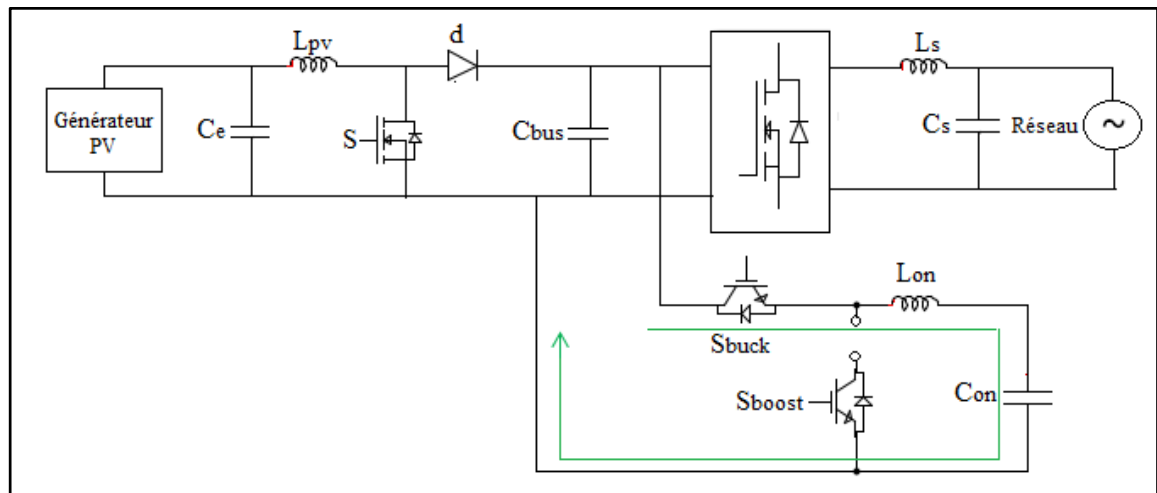 Lpv
d
Ls
Générateur
PV
Ce
S
Cbus
Cs
Réseau
~
Lon
Sbuck
Sboost
Con